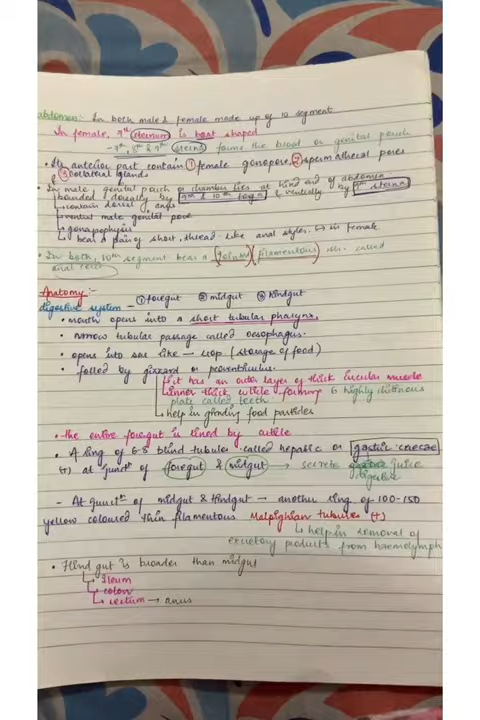 abdomen:- In both male & female made up of 10 segment
In female, 7th sternum is boat shaped
- 7th, 8th & 9th sterna forms the brood or genital pouch
• Its anterior part contain ① female gonopore, ② spermathecal pores
& ③ collateral glands
• In male, genital pouch or chamber lies at hind end of abdomen
bounded dorsally by 9th & 10th terga & ventrally by 9th sterna
↳ contain dorsal anus
ventral male genital pore
↳ gonapophysis
↳ bear a pair of short, thread-like anal styles. ↳ in female
• In both, 10th segment bear a (jointed) (filamentous) str. called
anal cerci
Anatomy:-
digestive system - ① foregut ② midgut ③ hindgut
• mouth opens into a short tubular pharynx,
• narrow tubular passage called oesophagus.
• opens into sac like — crop (storage of food)
• follwed by gizzard or proventriculus.
↳ it has an outer layer of thick circular muscle
↳ inner thick cuticle forming 6 highly chitinous
plate called teeth
↳ help in grinding food particles
• the entire foregut is lined by cuticle
• A ring of 6-8 blind tubules called hepatic or gastric caecae
(+) at junctn of foregut & midgut → secrete digestive juice
- At junctn of midgut & Hindgut — another ring of 100-150
yellow coloured thin filamentous Malpighian tubules (+)
↳ help in removal of
excretory products from haemolymph
• Hind gut is broader than midgut
↳ Ileum
↳ colon
↳ rectum → anus